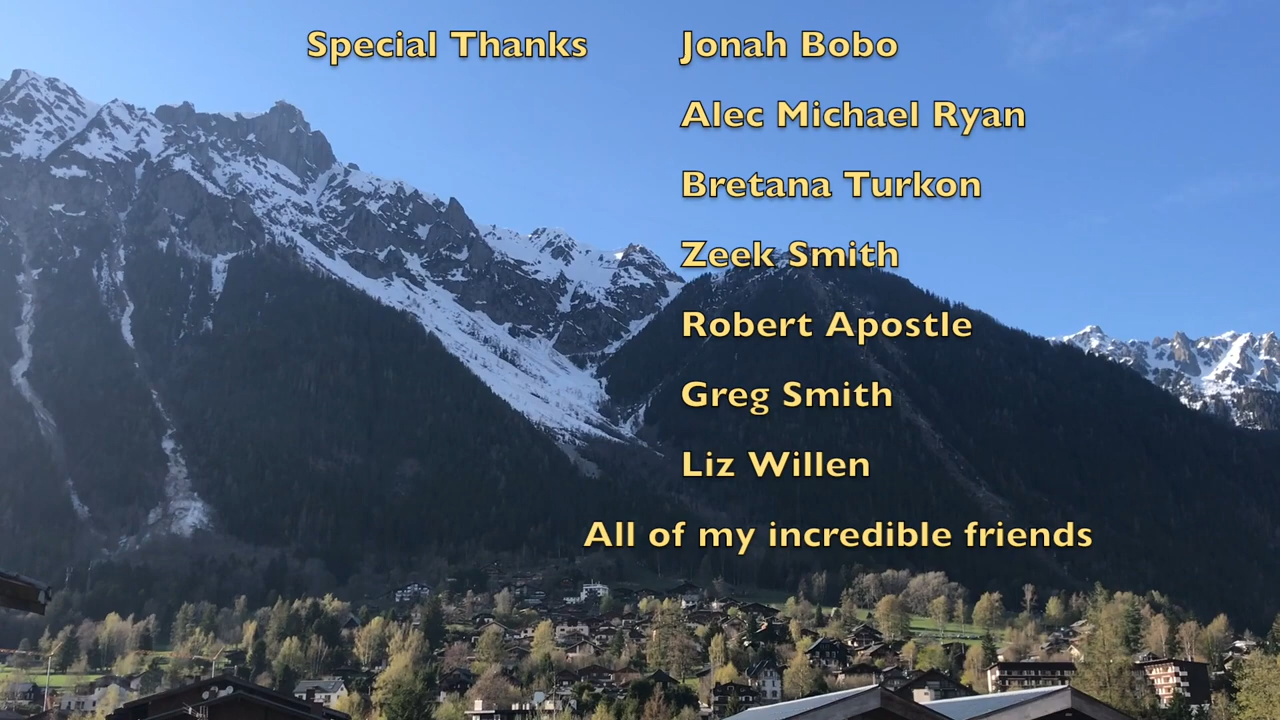 Special Thanks Jonah Bobo
Alec Michael Ryan
Bretana Turkon
Zeek Smith
Robert Apostle
Greg Smith
Liz Willen
All of my incredible friends